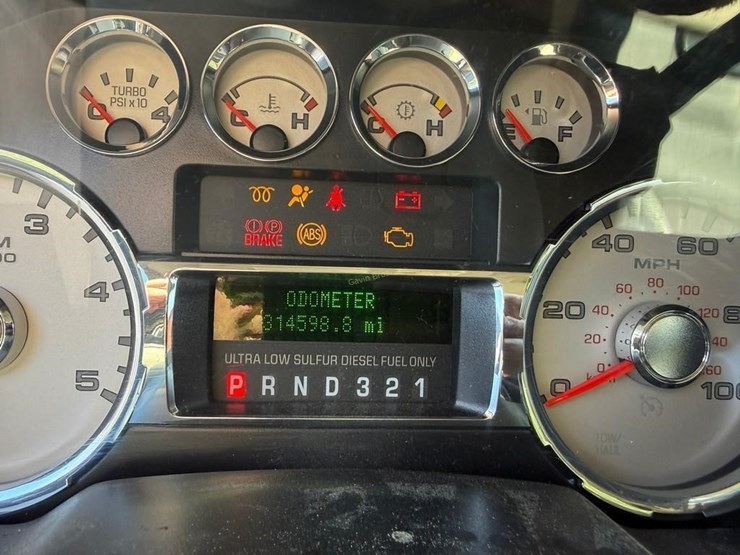 TURBO
PSI x 10
0 4
C H
C H
E F
BRAKE
ABS
3
4
5
ODOMETER
314598.8 mi
ULTRA LOW SULFUR DIESEL FUEL ONLY
P R N D 3 2 1
40 60
MPH
60 80 100
20 40 120 8
20 140
0
0 100
TOW/
HAUL